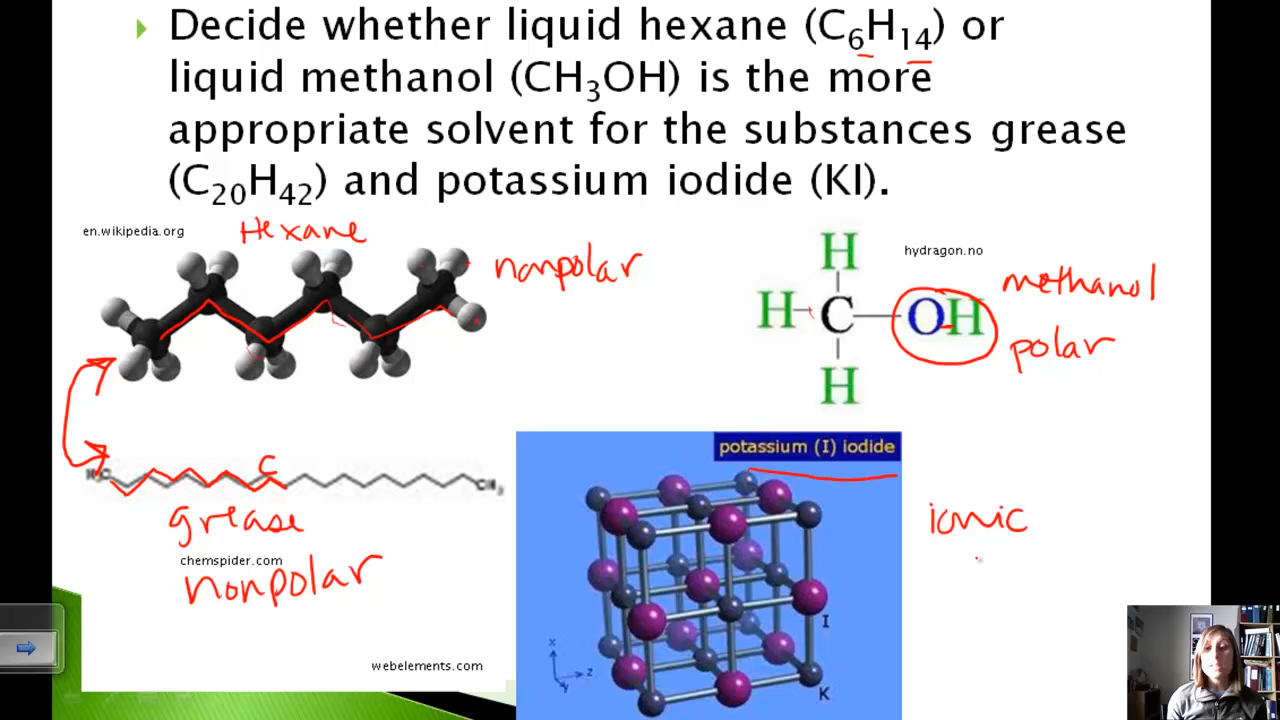 Decide whether liquid hexane (C6H14) or
liquid methanol (CH3OH) is the more
appropriate solvent for the substances grease
(C20H42) and potassium iodide (KI).
en.wikipedia.org
Hexane
nonpolar
hydragon.no
H
H C OH
H
methanol
polar
H3C
C
CH3
grease
chemspider.com
nonpolar
webelements.com
potassium (I) iodide
I
K
x
y
z
ionic